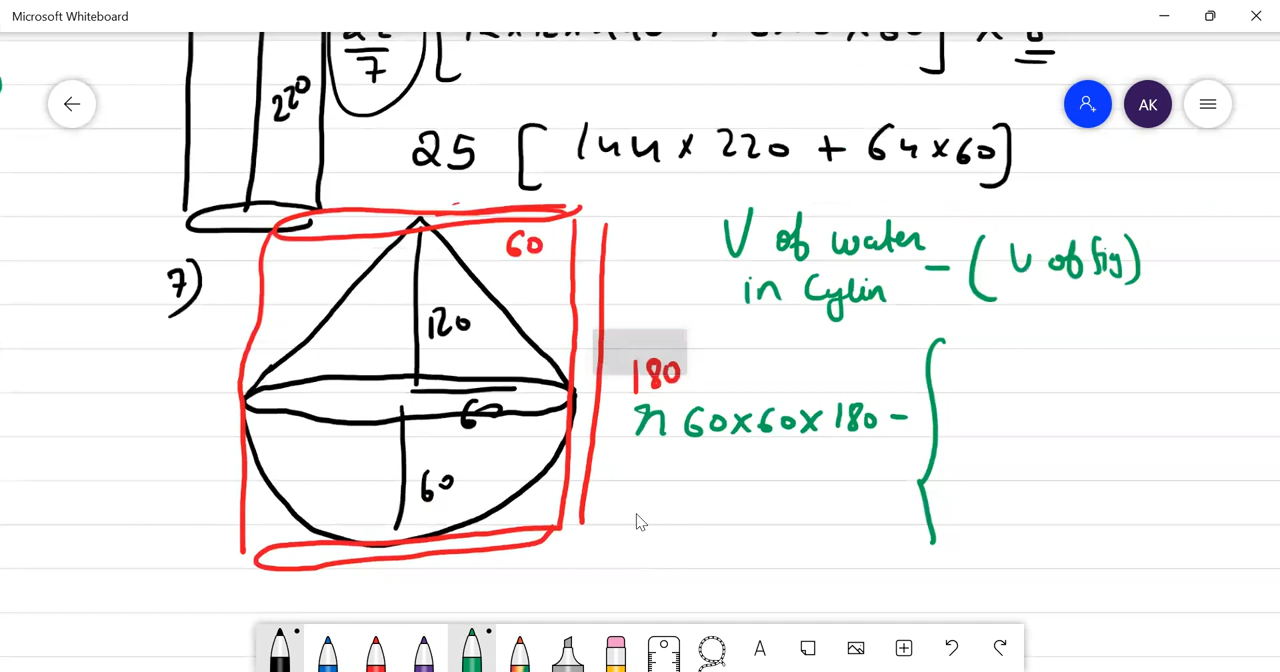 Microsoft Whiteboard
7
220
AK
25 [ 144 × 220 + 64 × 60 ]
7)
60
120
60
60
180
V of water in Cylin – ( V of fig )
π 60 × 60 × 180 – {
A